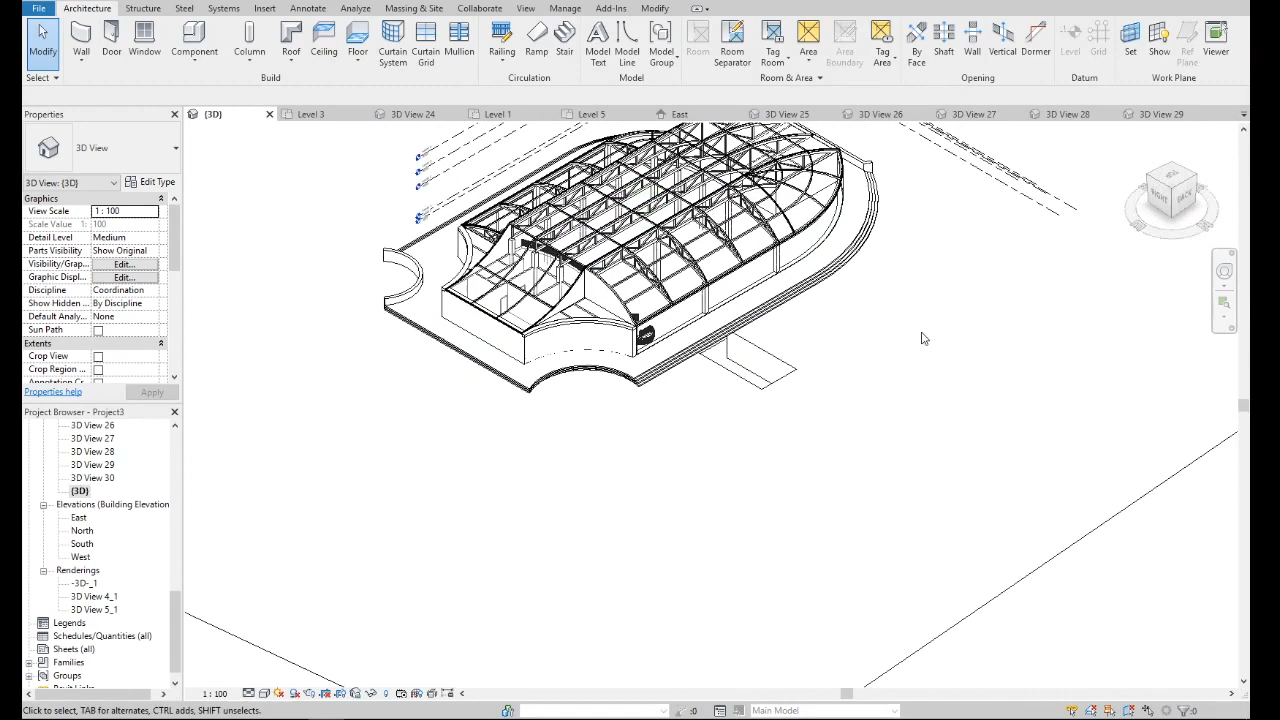 File Architecture Structure Steel Systems Insert Annotate Analyze Massing & Site Collaborate View Manage Add-Ins Modify
Modify Wall Door Window Component Column Roof Ceiling Floor Curtain System Curtain Grid Mullion Railing Ramp Stair Model Text Model Line Model Group Room Room Separator Tag Room Area Area Boundary Tag Area By Face Shaft Wall Vertical Dormer Level Grid Set Show Ref Plane Viewer
Select Build Circulation Model Room & Area Opening Datum Work Plane
Properties
{3D} Level 3 3D View 24 Level 1 Level 5 East 3D View 25 3D View 26 3D View 27 3D View 28 3D View 29
3D View
3D View: {3D} Edit Type
Graphics
View Scale 1 : 100
Scale Value 1: 100
Detail Level Medium
Parts Visibility Show Original
Visibility/Grap... Edit...
Graphic Displ... Edit...
Discipline Coordination
Show Hidden By Discipline
Default Analy... None
Sun Path
Extents
Crop View
Crop Region ...
Properties help Apply
Project Browser - Project3
3D View 26
3D View 27
3D View 28
3D View 29
3D View 30
{3D}
Elevations (Building Elevation
East
North
South
West
Renderings
-3D-_1
3D View 4_1
3D View 5_1
Legends
Schedules/Quantities (all)
Sheets (all)
Families
Groups
RIGHT BACK
1 : 100
Click to select, TAB for alternates, CTRL adds, SHIFT unselects. :0 Main Model :0